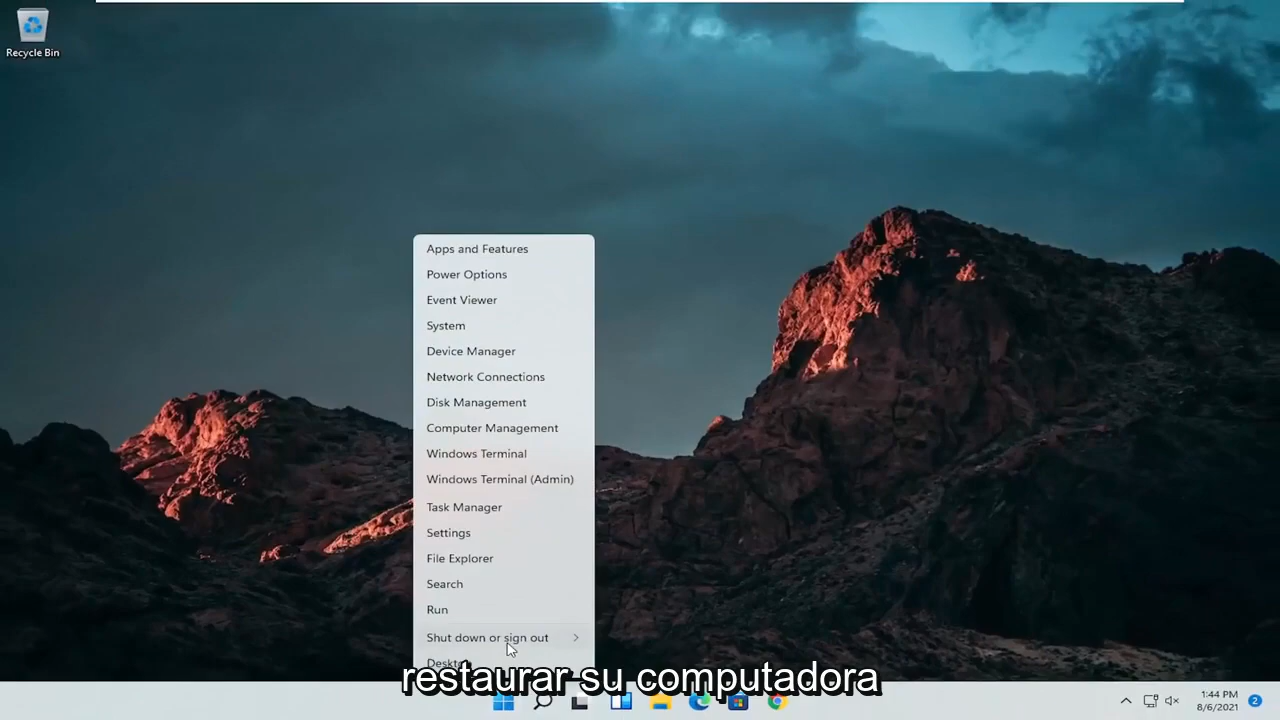 Recycle Bin
Apps and Features
Power Options
Event Viewer
System
Device Manager
Network Connections
Disk Management
Computer Management
Windows Terminal
Windows Terminal (Admin)
Task Manager
Settings
File Explorer
Search
Run
Shut down or sign out
Desktop
restaurar su computadora
1:44 PM
8/6/2021
2